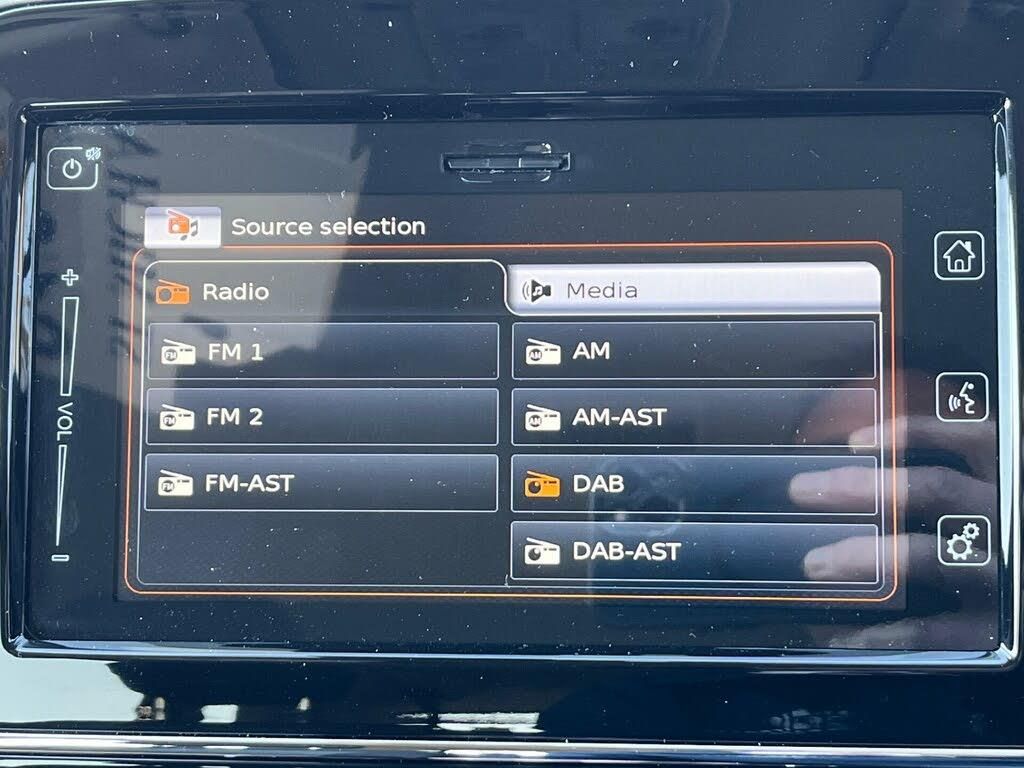 Source selection
Radio
Media
FM 1
AM
FM 2
AM-AST
FM-AST
DAB
DAB-AST
+
VOL
-